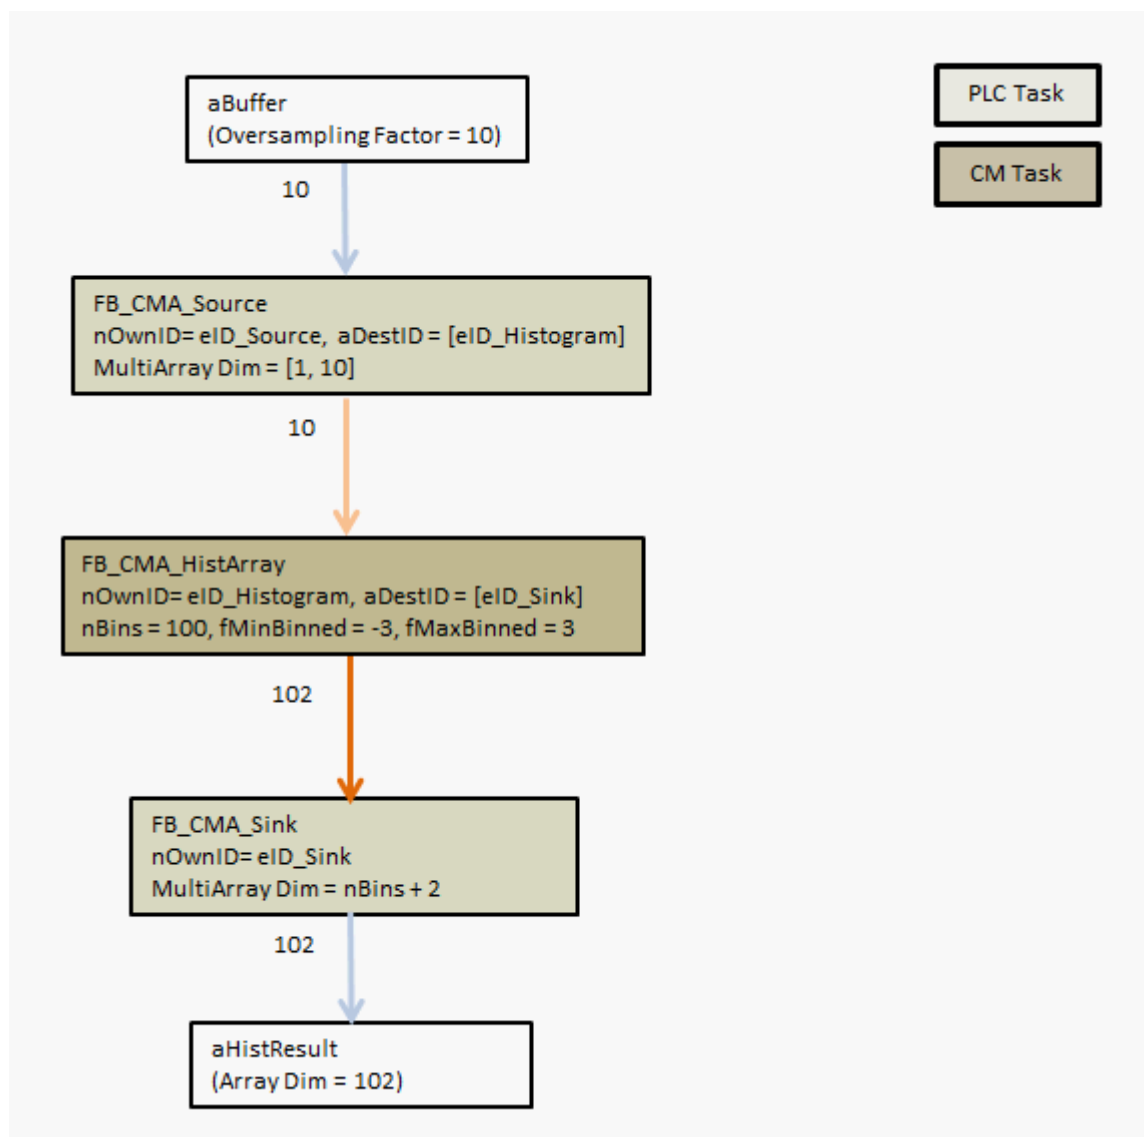 aBuffer
(Oversampling Factor = 10)
PLC Task
CM Task
10
FB_CMA_Source
nOwnID= eID_Source, aDestID = [eID_Histogram]
MultiArray Dim = [1, 10]
10
FB_CMA_HistArray
nOwnID= eID_Histogram, aDestID = [eID_Sink]
nBins = 100, fMinBinned = -3, fMaxBinned = 3
102
FB_CMA_Sink
nOwnID= eID_Sink
MultiArray Dim = nBins + 2
102
aHistResult
(Array Dim = 102)